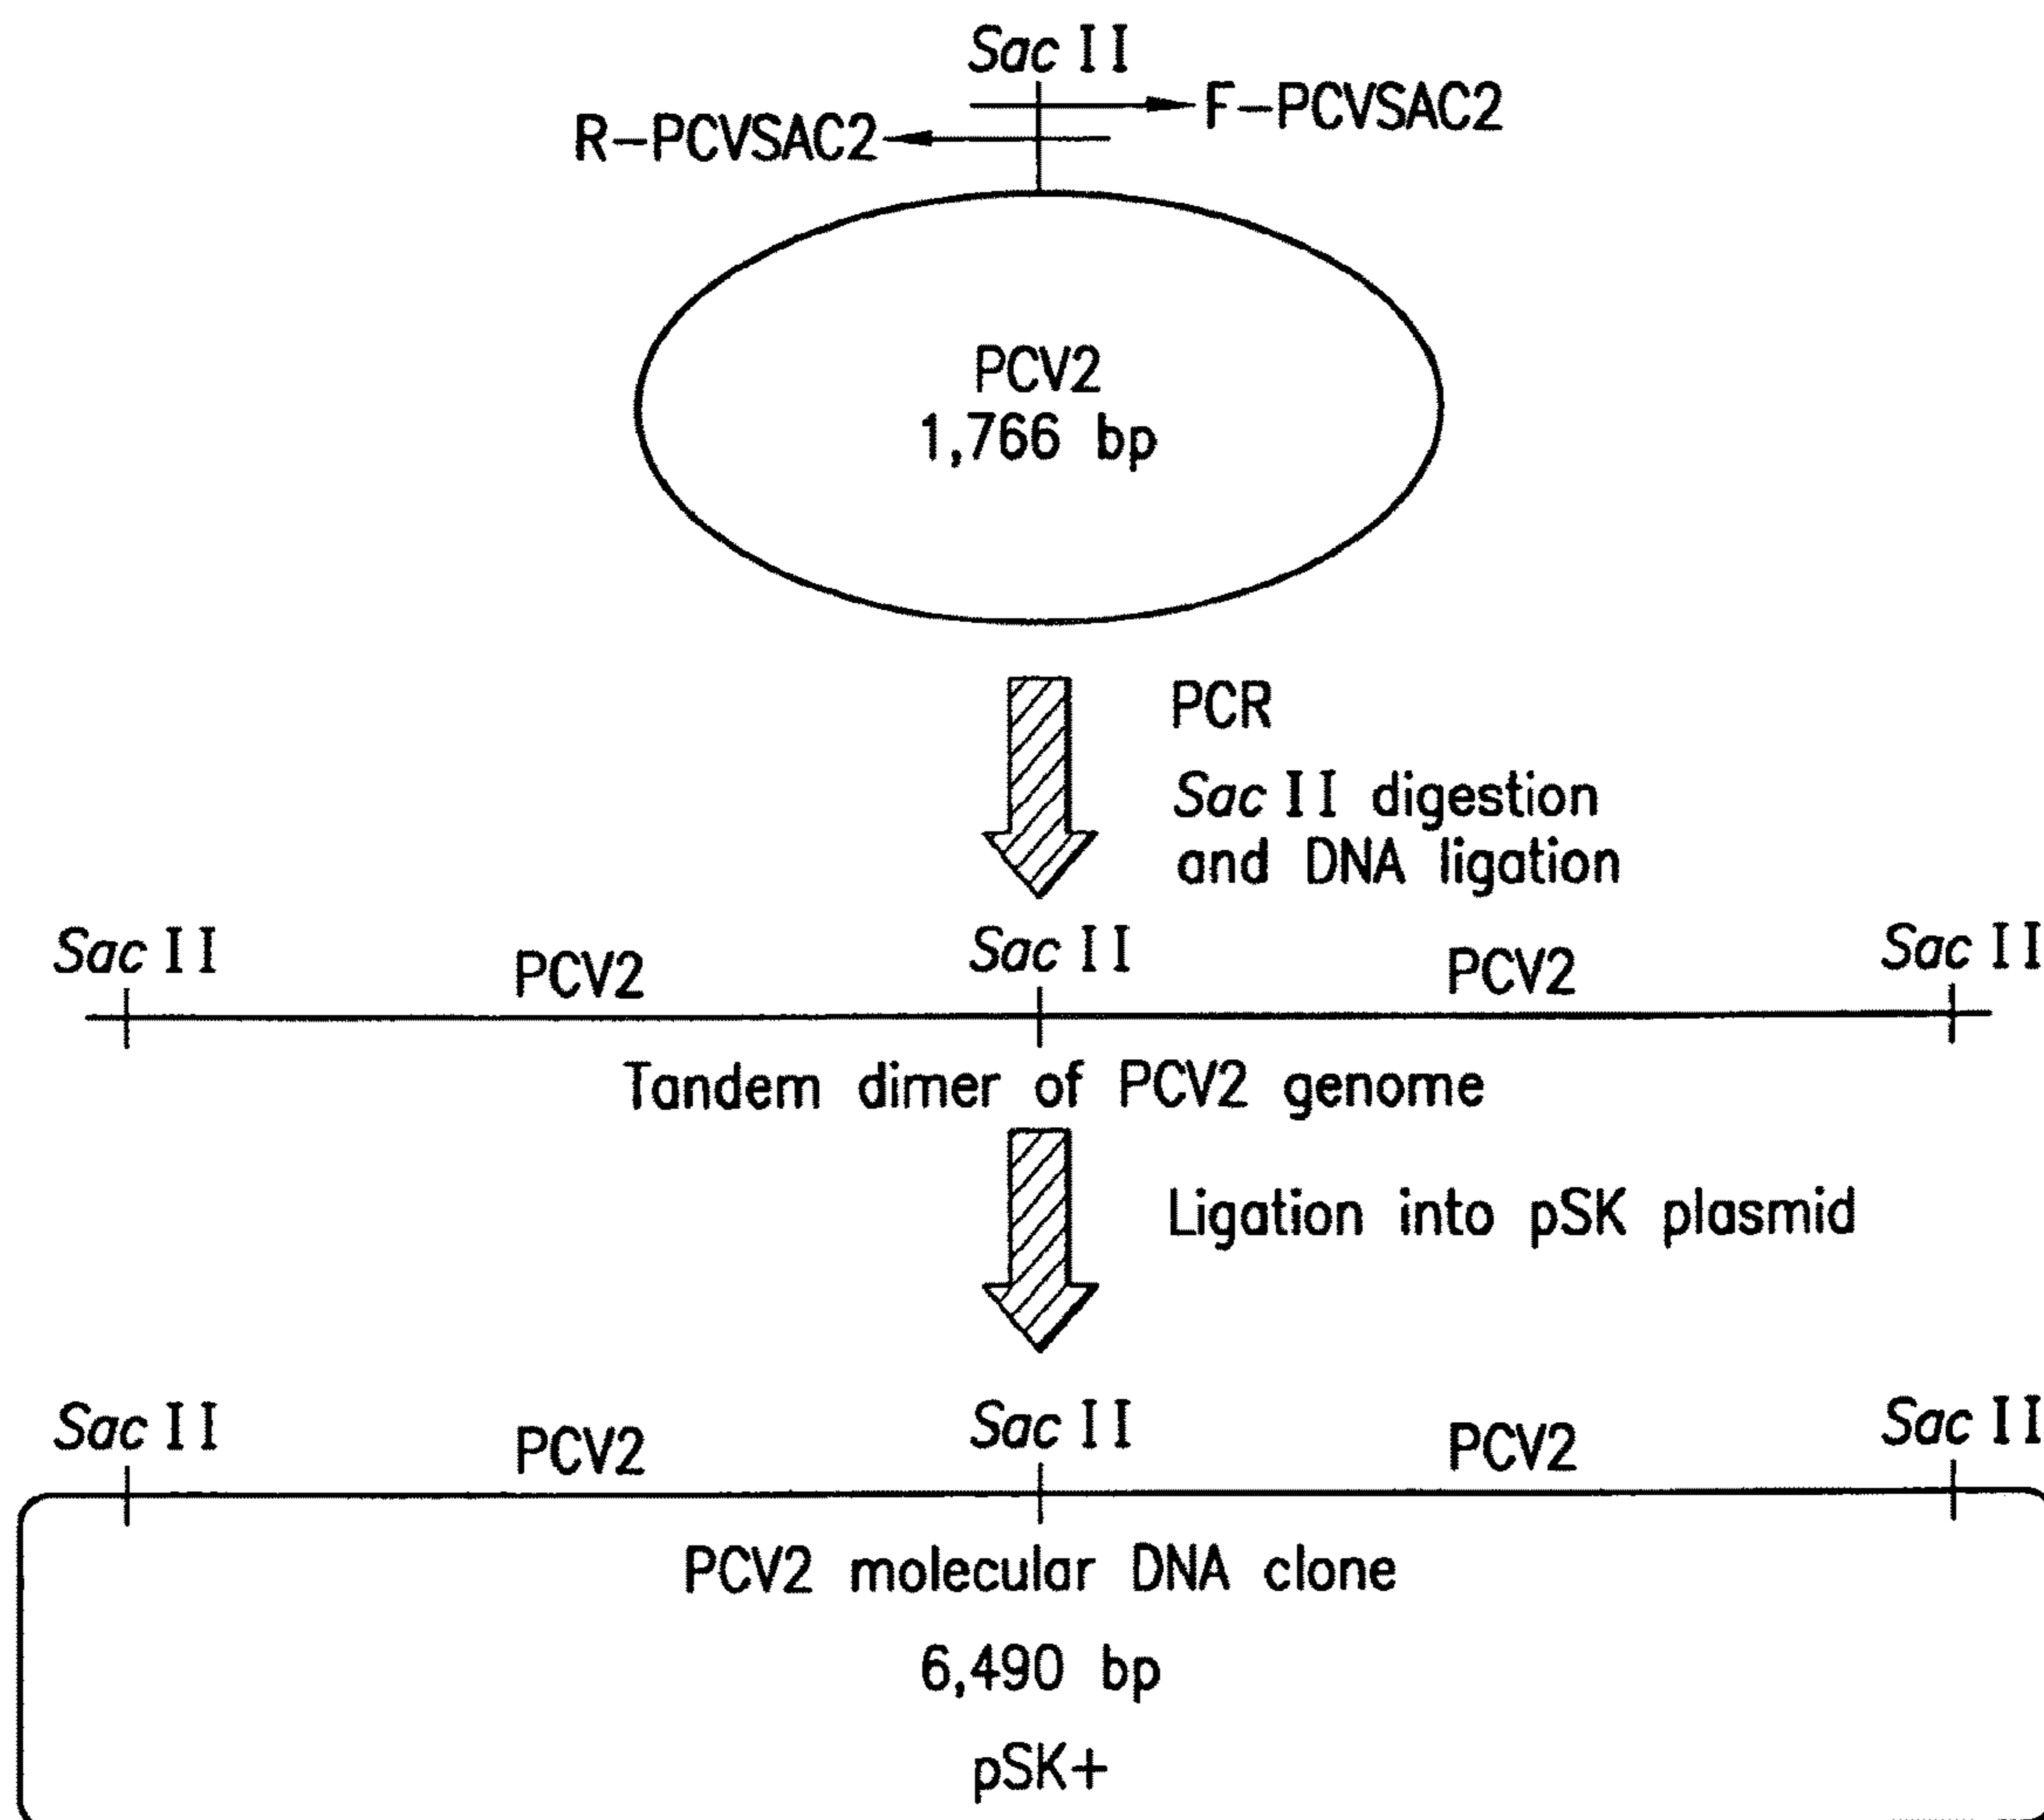 Sac II
F-PCVSAC2
R-PCVSAC2
PCV2
1,766 bp
PCR
Sac II digestion
and DNA ligation
Sac II PCV2 Sac II PCV2 Sac II
Tandem dimer of PCV2 genome
Ligation into pSK plasmid
Sac II PCV2 Sac II PCV2 Sac II
PCV2 molecular DNA clone
6,490 bp
pSK+